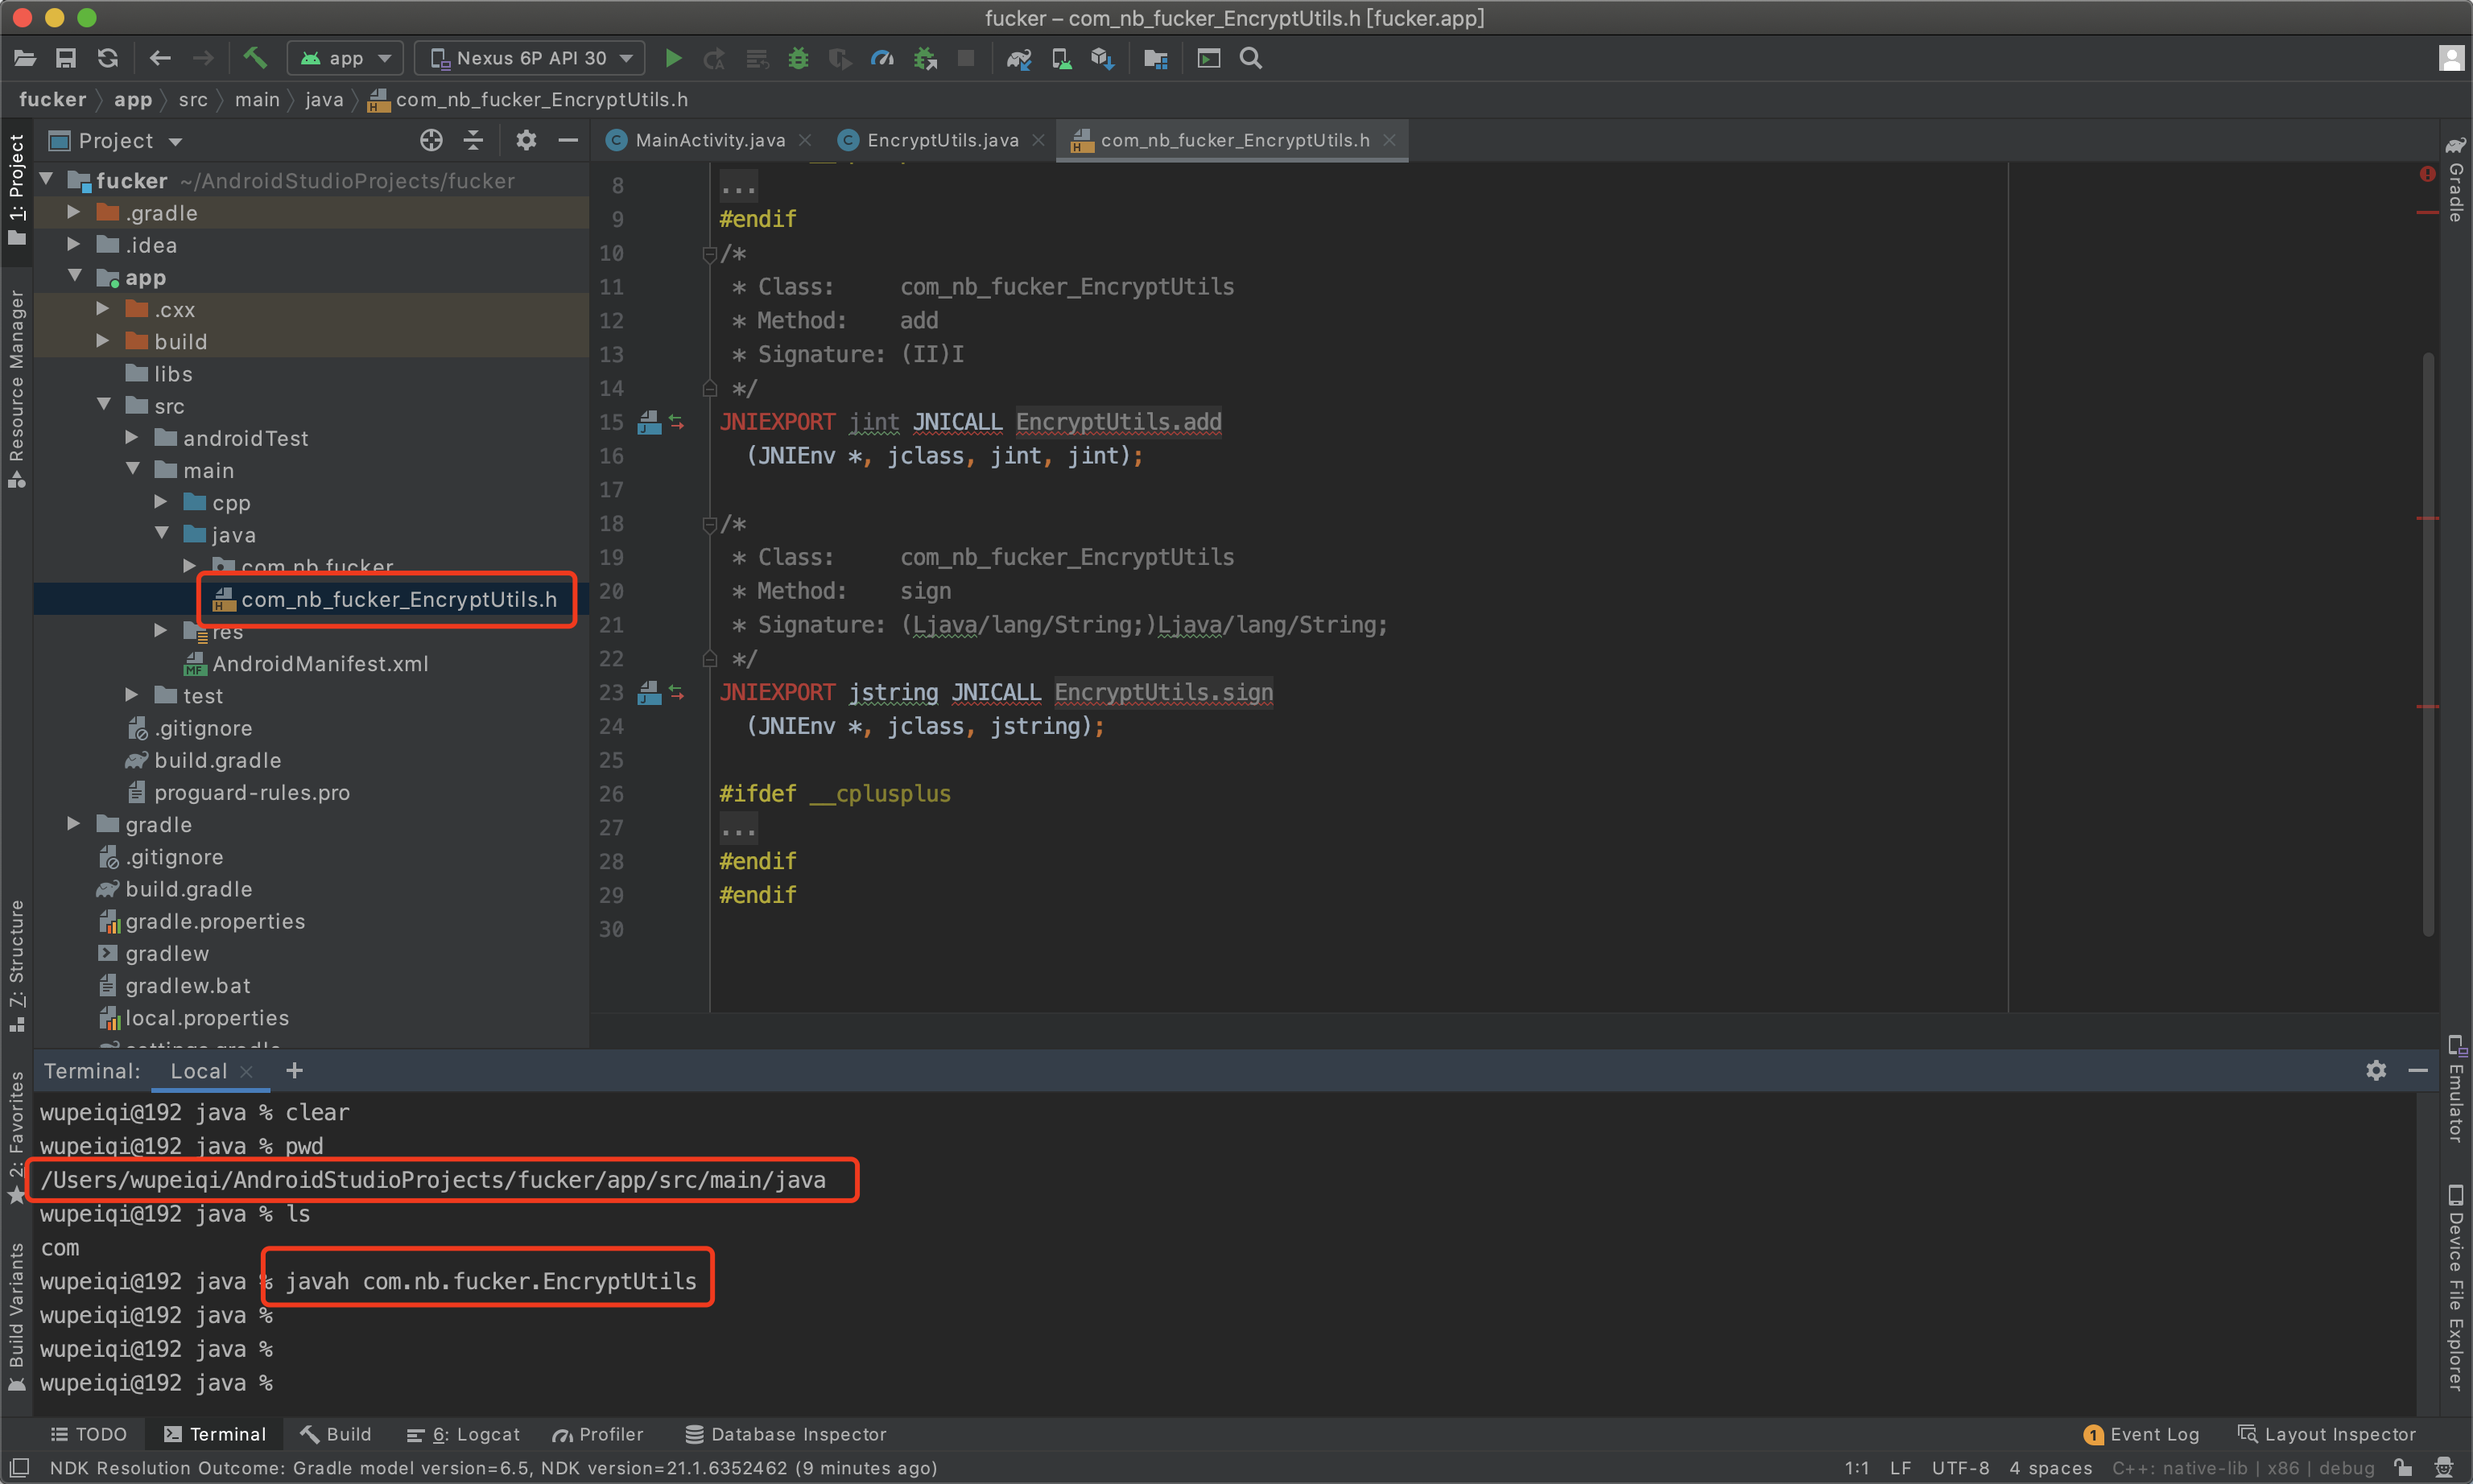 fucker – com_nb_fucker_EncryptUtils.h [fucker.app]
app
Nexus 6P API 30
fucker
app
src
main
java
com_nb_fucker_EncryptUtils.h
Project
MainActivity.java
EncryptUtils.java
com_nb_fucker_EncryptUtils.h
1: Project
Resource Manager
7: Structure
2: Favorites
Build Variants
fucker ~/AndroidStudioProjects/fucker
.gradle
.idea
app
.cxx
build
libs
src
androidTest
main
cpp
java
com.nb.fucker
com_nb_fucker_EncryptUtils.h
res
AndroidManifest.xml
test
.gitignore
build.gradle
proguard-rules.pro
gradle
.gitignore
build.gradle
gradle.properties
gradlew
gradlew.bat
local.properties
settings.gradle
8 ...
9 #endif
10 /*
11 * Class: com_nb_fucker_EncryptUtils
12 * Method: add
13 * Signature: (II)I
14 */
15 JNIEXPORT jint JNICALL EncryptUtils.add
16 (JNIEnv *, jclass, jint, jint);
17
18 /*
19 * Class: com_nb_fucker_EncryptUtils
20 * Method: sign
21 * Signature: (Ljava/lang/String;)Ljava/lang/String;
22 */
23 JNIEXPORT jstring JNICALL EncryptUtils.sign
24 (JNIEnv *, jclass, jstring);
25
26 #ifdef __cplusplus
27 ...
28 #endif
29 #endif
30
Gradle
Emulator
Device File Explorer
Terminal: Local
wupeiqi@192 java % clear
wupeiqi@192 java % pwd
/Users/wupeiqi/AndroidStudioProjects/fucker/app/src/main/java
wupeiqi@192 java % ls
com
wupeiqi@192 java % javah com.nb.fucker.EncryptUtils
wupeiqi@192 java %
wupeiqi@192 java %
wupeiqi@192 java %
TODO
Terminal
Build
6: Logcat
Profiler
Database Inspector
1 Event Log
Layout Inspector
NDK Resolution Outcome: Gradle model version=6.5, NDK version=21.1.6352462 (9 minutes ago)
1:1 LF UTF-8 4 spaces C++: native-lib | x86 | debug